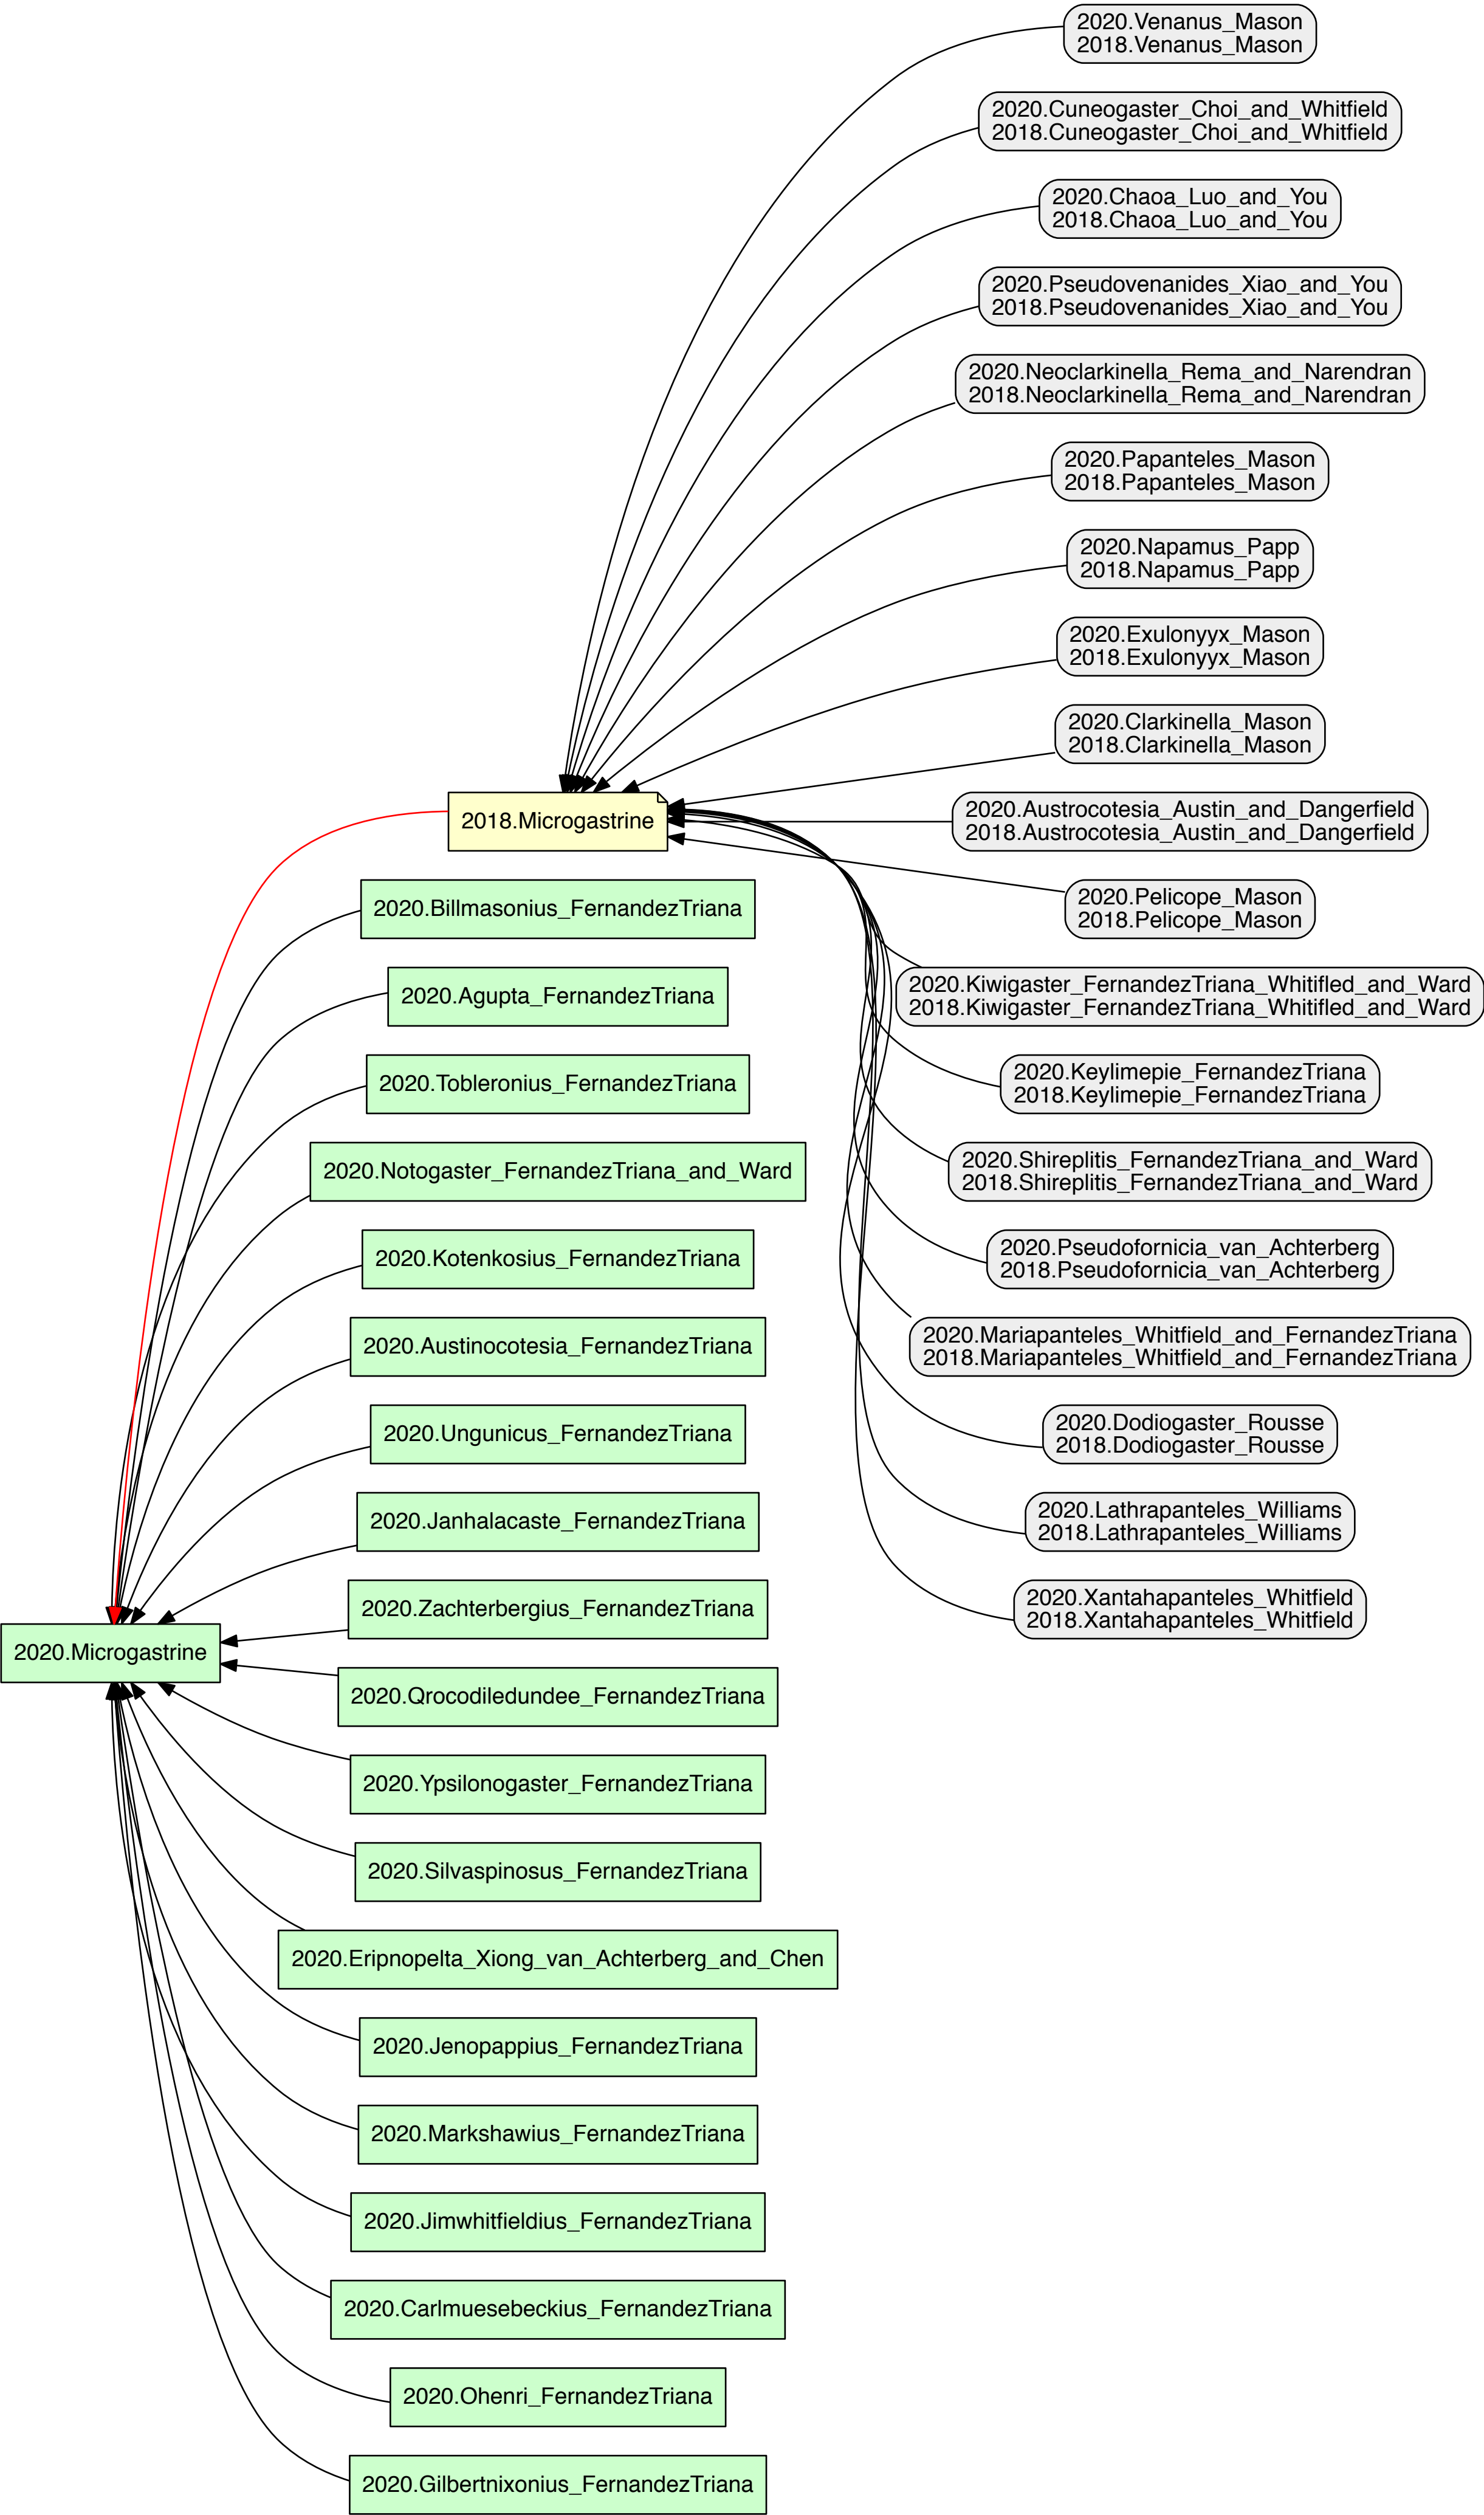 2020.Venanus_Mason
2018.Venanus_Mason
2020.Cuneogaster_Choi_and_Whitfield
2018.Cuneogaster_Choi_and_Whitfield
2020.Chaoa_Luo_and_You
2018.Chaoa_Luo_and_You
2020.Pseudovenanides_Xiao_and_You
2018.Pseudovenanides_Xiao_and_You
2020.Neoclarkinella_Rema_and_Narendran
2018.Neoclarkinella_Rema_and_Narendran
2020.Papanteles_Mason
2018.Papanteles_Mason
2020.Napamus_Papp
2018.Napamus_Papp
2020.Exulonyyx_Mason
2018.Exulonyyx_Mason
2020.Clarkinella_Mason
2018.Clarkinella_Mason
2018.Microgastrine
2020.Austrocotesia_Austin_and_Dangerfield
2018.Austrocotesia_Austin_and_Dangerfield
2020.Pelicope_Mason
2018.Pelicope_Mason
2020.Kiwigaster_FernandezTriana_Whitifled_and_Ward
2018.Kiwigaster_FernandezTriana_Whitifled_and_Ward
2020.Keylimepie_FernandezTriana
2018.Keylimepie_FernandezTriana
2020.Shireplitis_FernandezTriana_and_Ward
2018.Shireplitis_FernandezTriana_and_Ward
2020.Pseudofornicia_van_Achterberg
2018.Pseudofornicia_van_Achterberg
2020.Mariapanteles_Whitfield_and_FernandezTriana
2018.Mariapanteles_Whitfield_and_FernandezTriana
2020.Dodiogaster_Rousse
2018.Dodiogaster_Rousse
2020.Lathrapanteles_Williams
2018.Lathrapanteles_Williams
2020.Xantahapanteles_Whitfield
2018.Xantahapanteles_Whitfield
2020.Billmasonius_FernandezTriana
2020.Agupta_FernandezTriana
2020.Tobleronius_FernandezTriana
2020.Notogaster_FernandezTriana_and_Ward
2020.Kotenkosius_FernandezTriana
2020.Austinocotesia_FernandezTriana
2020.Ungunicus_FernandezTriana
2020.Janhalacaste_FernandezTriana
2020.Zachterbergius_FernandezTriana
2020.Microgastrine
2020.Qrocodiledundee_FernandezTriana
2020.Ypsilonogaster_FernandezTriana
2020.Silvaspinosus_FernandezTriana
2020.Eripnopelta_Xiong_van_Achterberg_and_Chen
2020.Jenopappius_FernandezTriana
2020.Markshawius_FernandezTriana
2020.Jimwhitfieldius_FernandezTriana
2020.Carlmuesebeckius_FernandezTriana
2020.Ohenri_FernandezTriana
2020.Gilbertnixonius_FernandezTriana